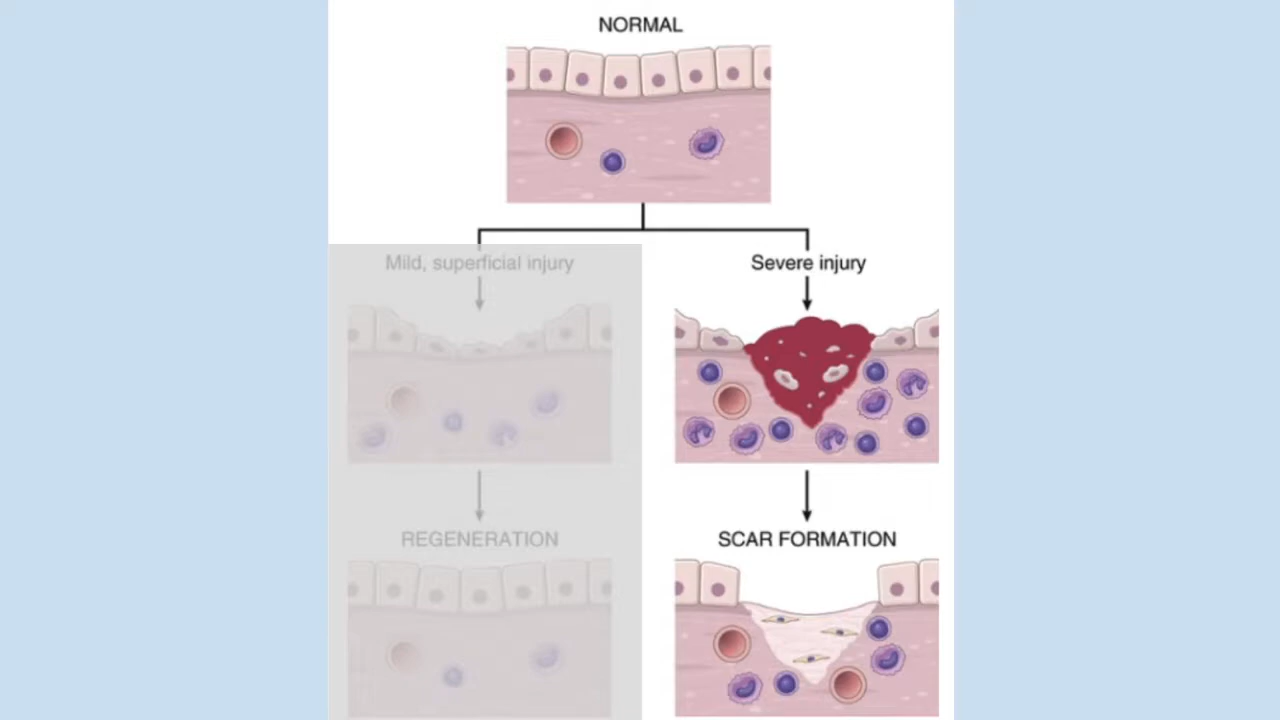 NORMAL
Mild, superficial injury
Severe injury
REGENERATION
SCAR FORMATION